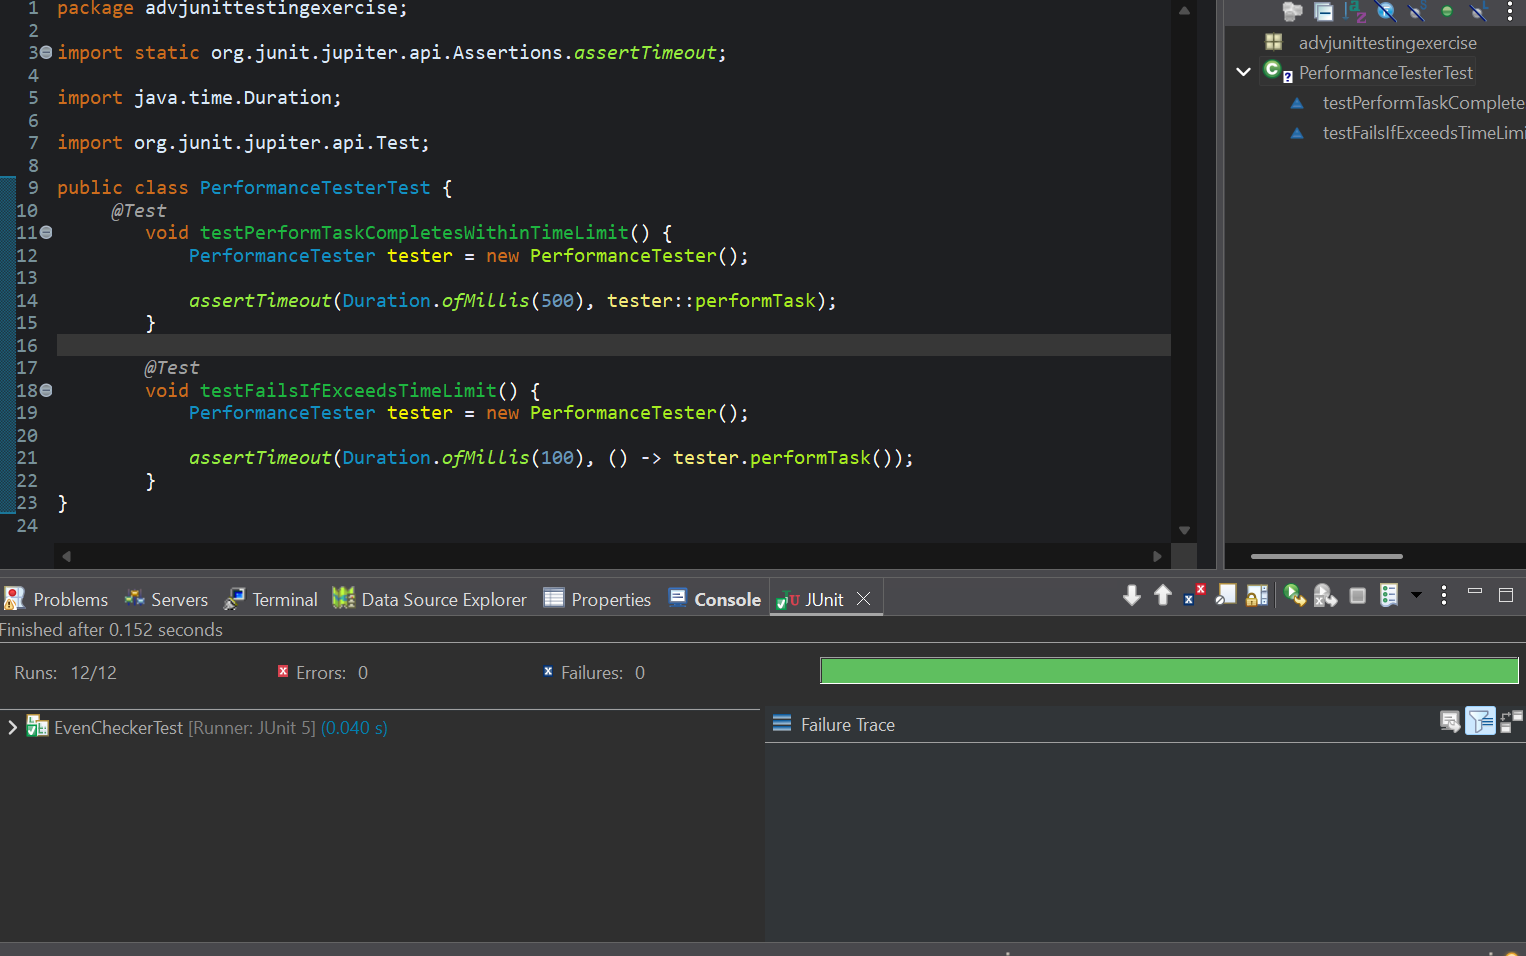 1 package advjunittestingexercise;
2
3 import static org.junit.jupiter.api.Assertions.assertTimeout;
4
5 import java.time.Duration;
6
7 import org.junit.jupiter.api.Test;
8
9 public class PerformanceTesterTest {
10 @Test
11 void testPerformTaskCompletesWithinTimeLimit() {
12 PerformanceTester tester = new PerformanceTester();
13
14 assertTimeout(Duration.ofMillis(500), tester::performTask);
15 }
16
17 @Test
18 void testFailsIfExceedsTimeLimit() {
19 PerformanceTester tester = new PerformanceTester();
20
21 assertTimeout(Duration.ofMillis(100), () -> tester.performTask());
22 }
23 }
24
advjunittestingexercise
PerformanceTesterTest
testPerformTaskComplete
testFailsIfExceedsTimeLimi
Problems Servers Terminal Data Source Explorer Properties Console JUnit
Finished after 0.152 seconds
Runs: 12/12 Errors: 0 Failures: 0
EvenCheckerTest [Runner: JUnit 5] (0.040 s)
Failure Trace